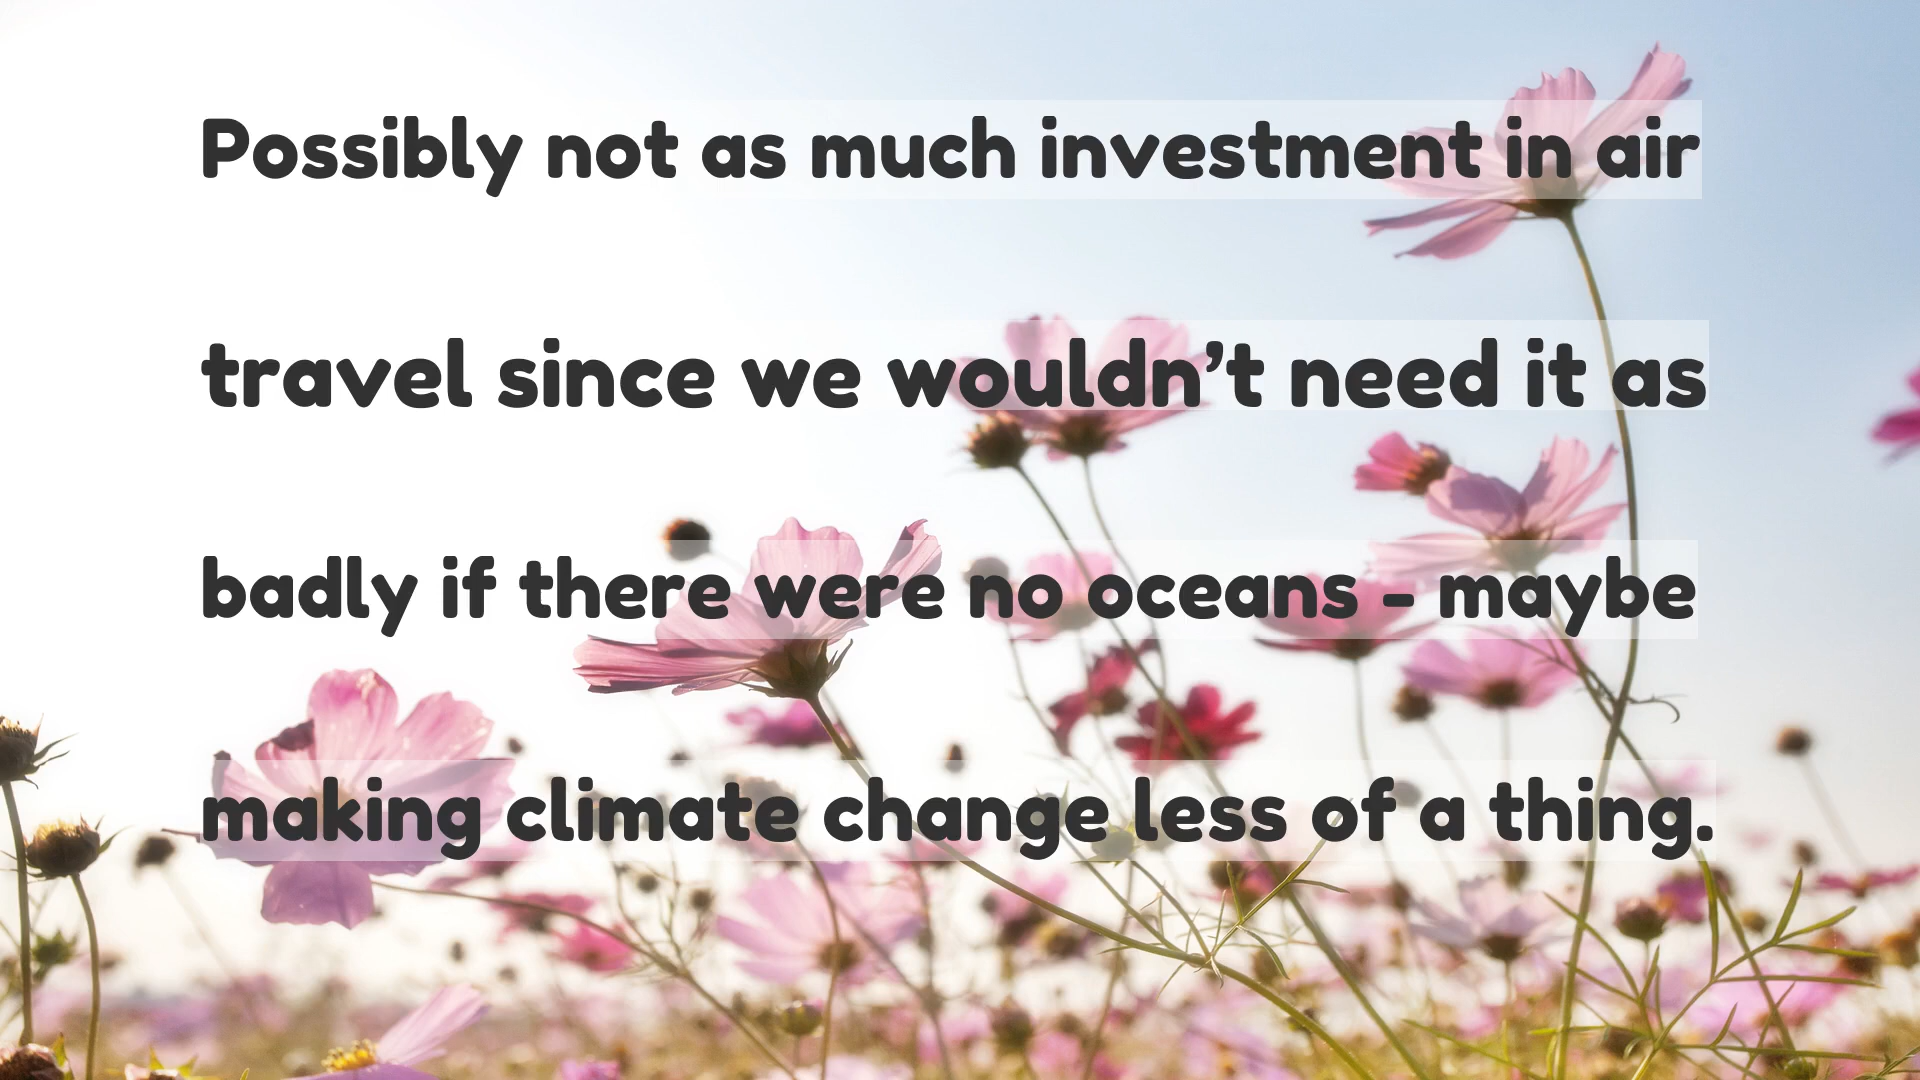 Possibly not as much investment in air
travel since we wouldn’t need it as
badly if there were no oceans - maybe
making climate change less of a thing.